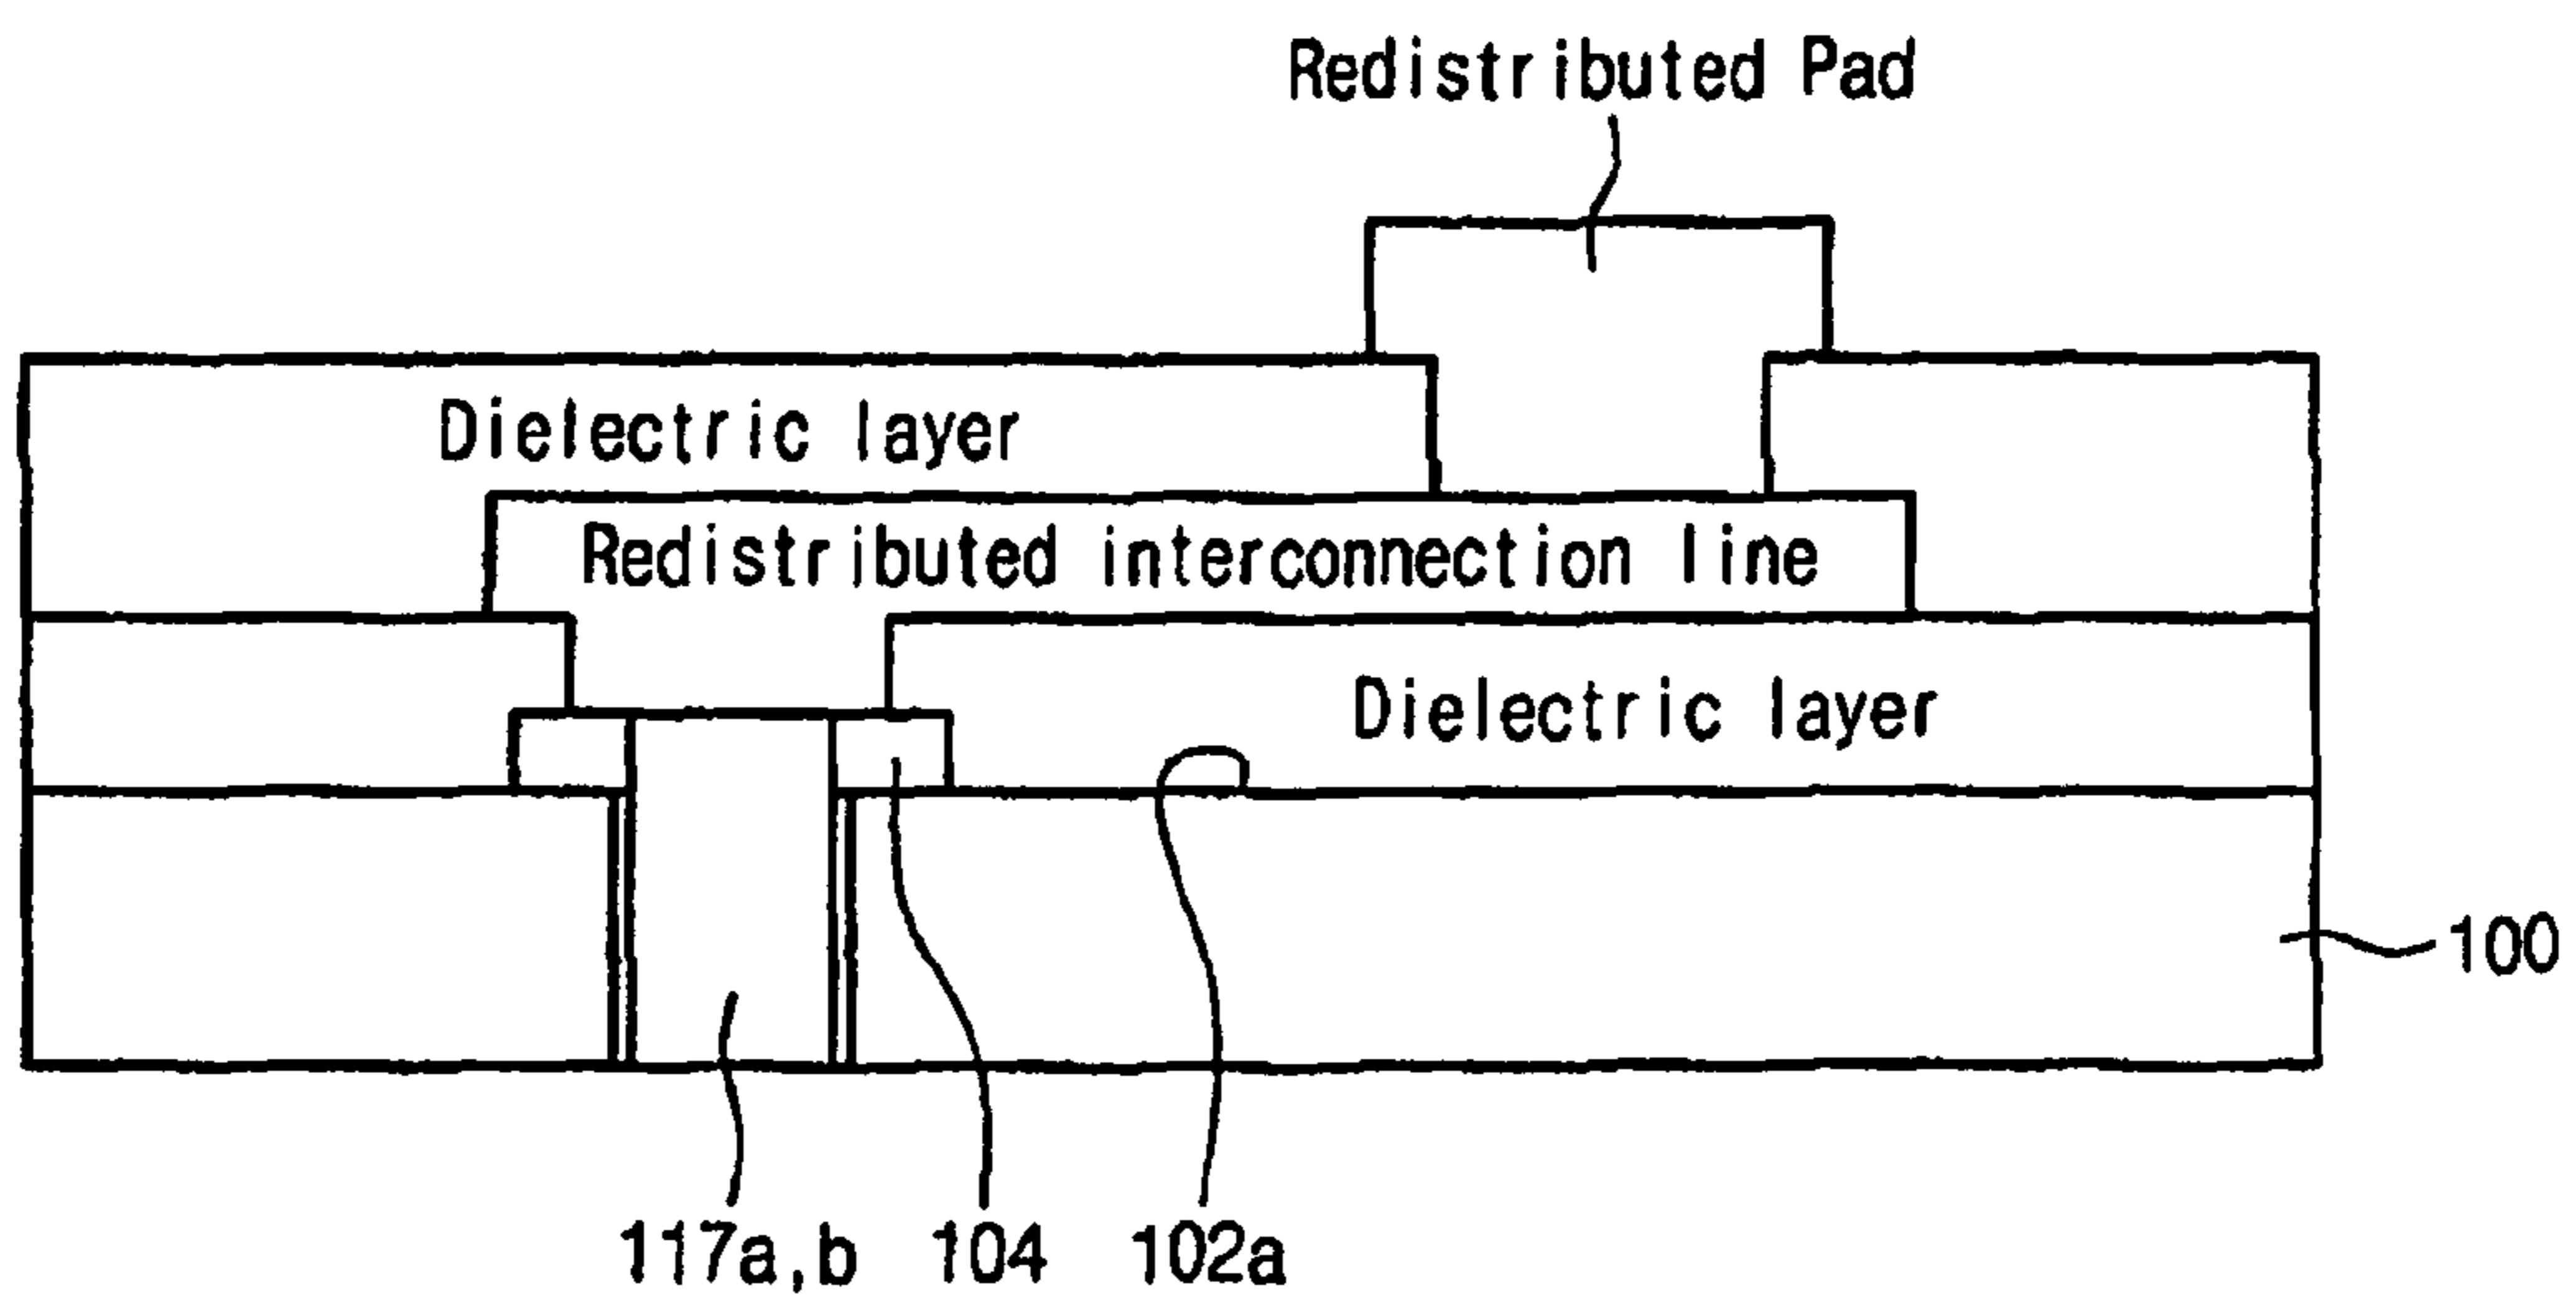 Redistributed Pad
Dielectric layer
Redistributed interconnection line
Dielectric layer
100
117a,b 104 102a